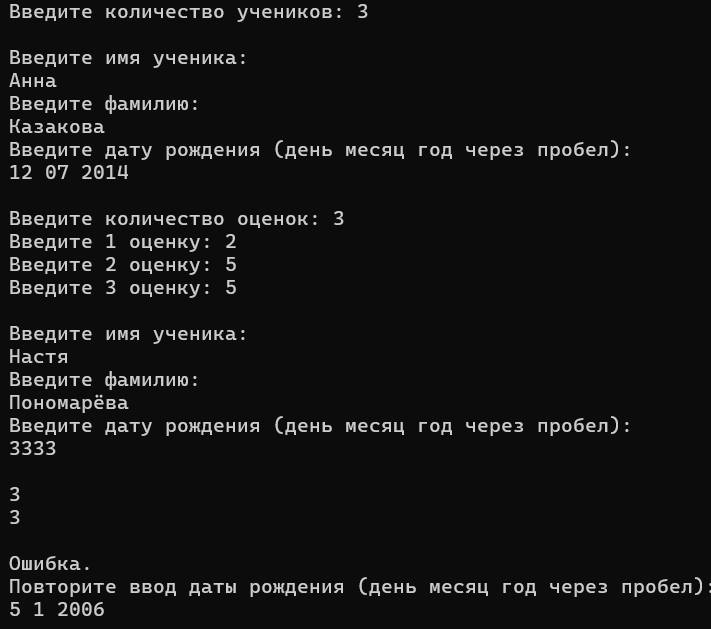 Введите количество учеников: 3
Введите имя ученика:
Анна
Введите фамилию:
Казакова
Введите дату рождения (день месяц год через пробел):
12 07 2014
Введите количество оценок: 3
Введите 1 оценку: 2
Введите 2 оценку: 5
Введите 3 оценку: 5
Введите имя ученика:
Настя
Введите фамилию:
Пономарёва
Введите дату рождения (день месяц год через пробел):
3333
3
3
Ошибка.
Повторите ввод даты рождения (день месяц год через пробел):
5 1 2006